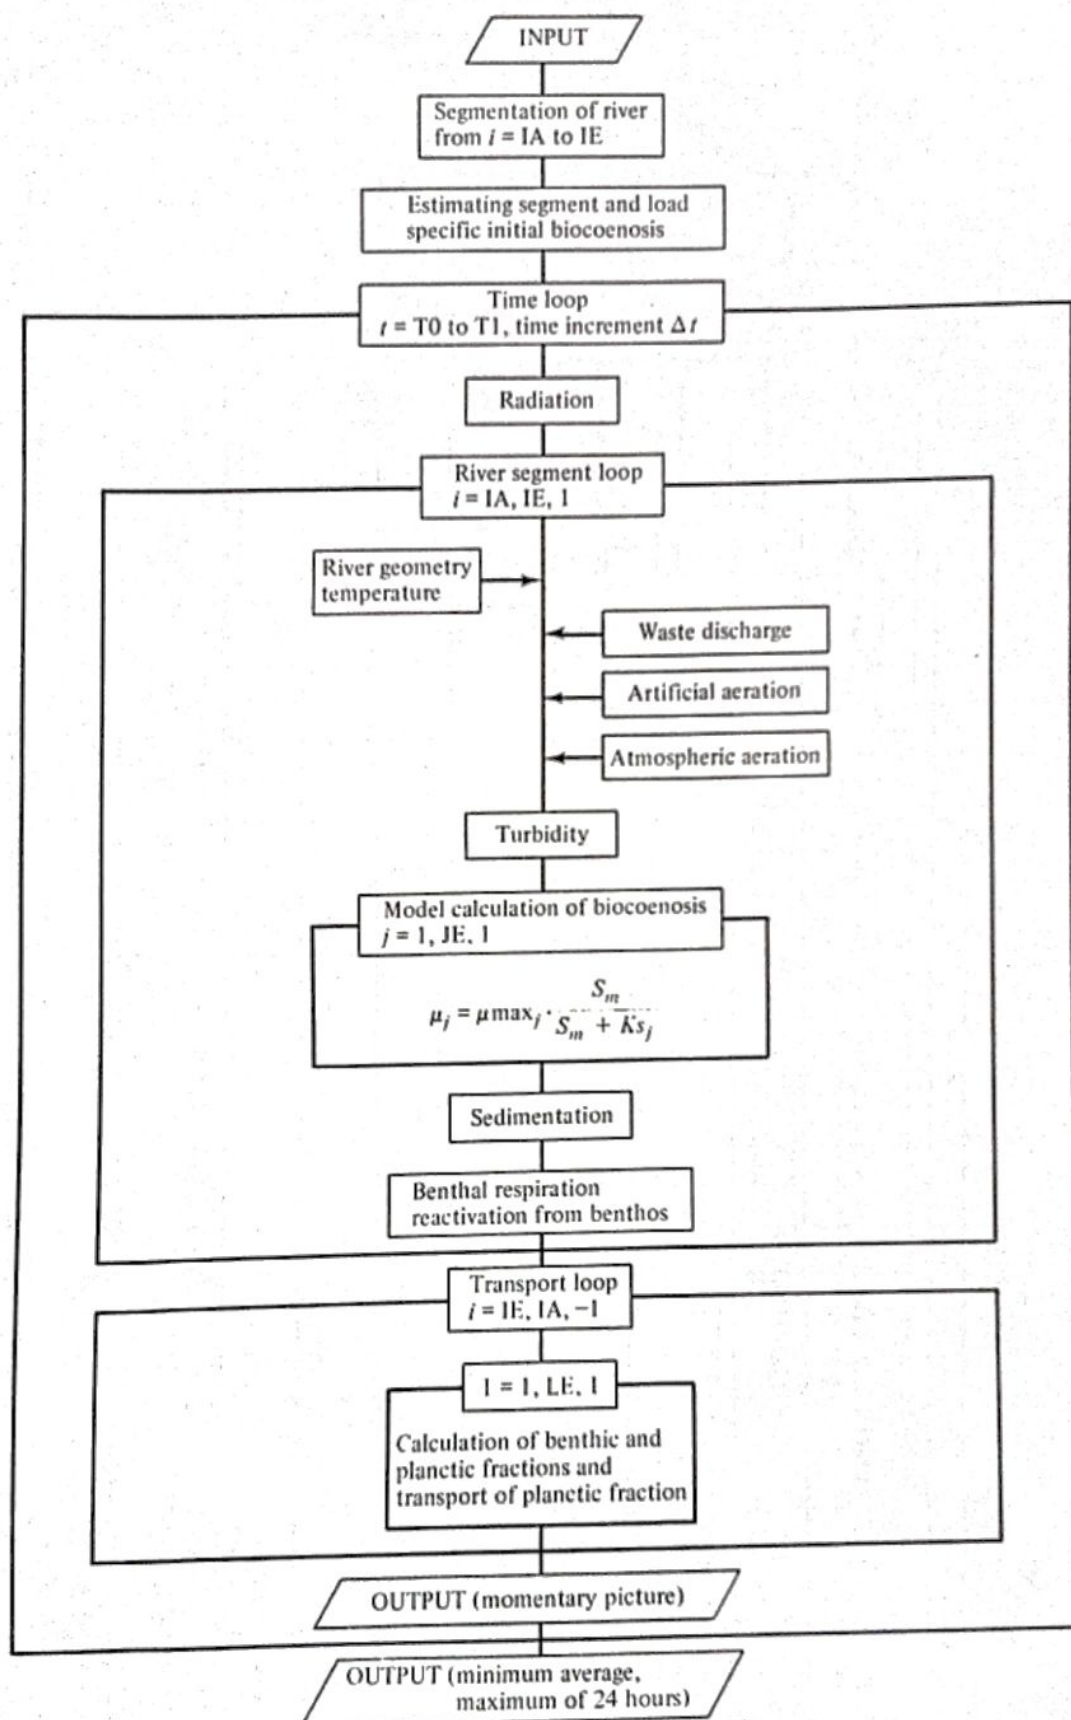 INPUT
Segmentation of river
from i = IA to IE
Estimating segment and load
specific initial biocoenosis
Time loop
t = T0 to T1, time increment Δt
Radiation
River segment loop
i = IA, IE, 1
River geometry
temperature
Waste discharge
Artificial aeration
Atmospheric aeration
Turbidity
Model calculation of biocoenosis
j = 1, JE, 1
μj = μmaxj · Sm / (Sm + Ksj)
Sedimentation
Benthal respiration
reactivation from benthos
Transport loop
i = IE, IA, −1
I = 1, LE, 1
Calculation of benthic and
planctic fractions and
transport of planctic fraction
OUTPUT (momentary picture)
OUTPUT (minimum average,
maximum of 24 hours)